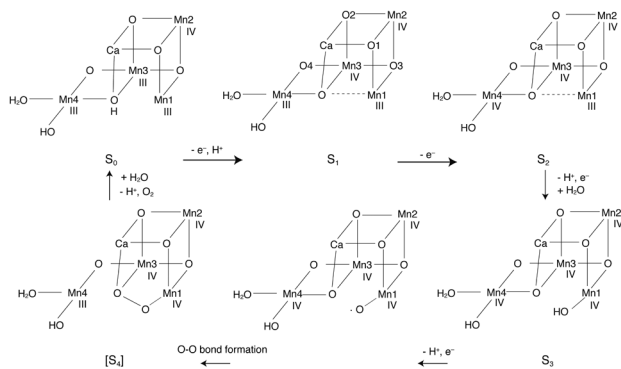 O Mn2 O2 Mn2 O Mn2
IV IV IV
Ca O Ca O1 Ca O
O Mn3 O O4 Mn3 O3 O Mn3 O
III IV IV
H₂O Mn4 O Mn1 H₂O Mn4 O Mn1 H₂O Mn4 O Mn1
III H III III III IV III
HO HO HO
S₀ - e⁻, H⁺ S₁ - e⁻ S₂
+ H₂O - H⁺, e⁻
- H⁺, O₂ + H₂O
O Mn2 O Mn2 O Mn2
IV IV IV
Ca O Ca O Ca O
O Mn3 O O Mn3 O O Mn3 O
IV IV IV
H₂O Mn4 O O Mn1 H₂O Mn4 O Mn1 H₂O Mn4 O Mn1
III IV IV IV IV IV
HO HO · O HO HO
[S₄] O-O bond formation - H⁺, e⁻ S₃